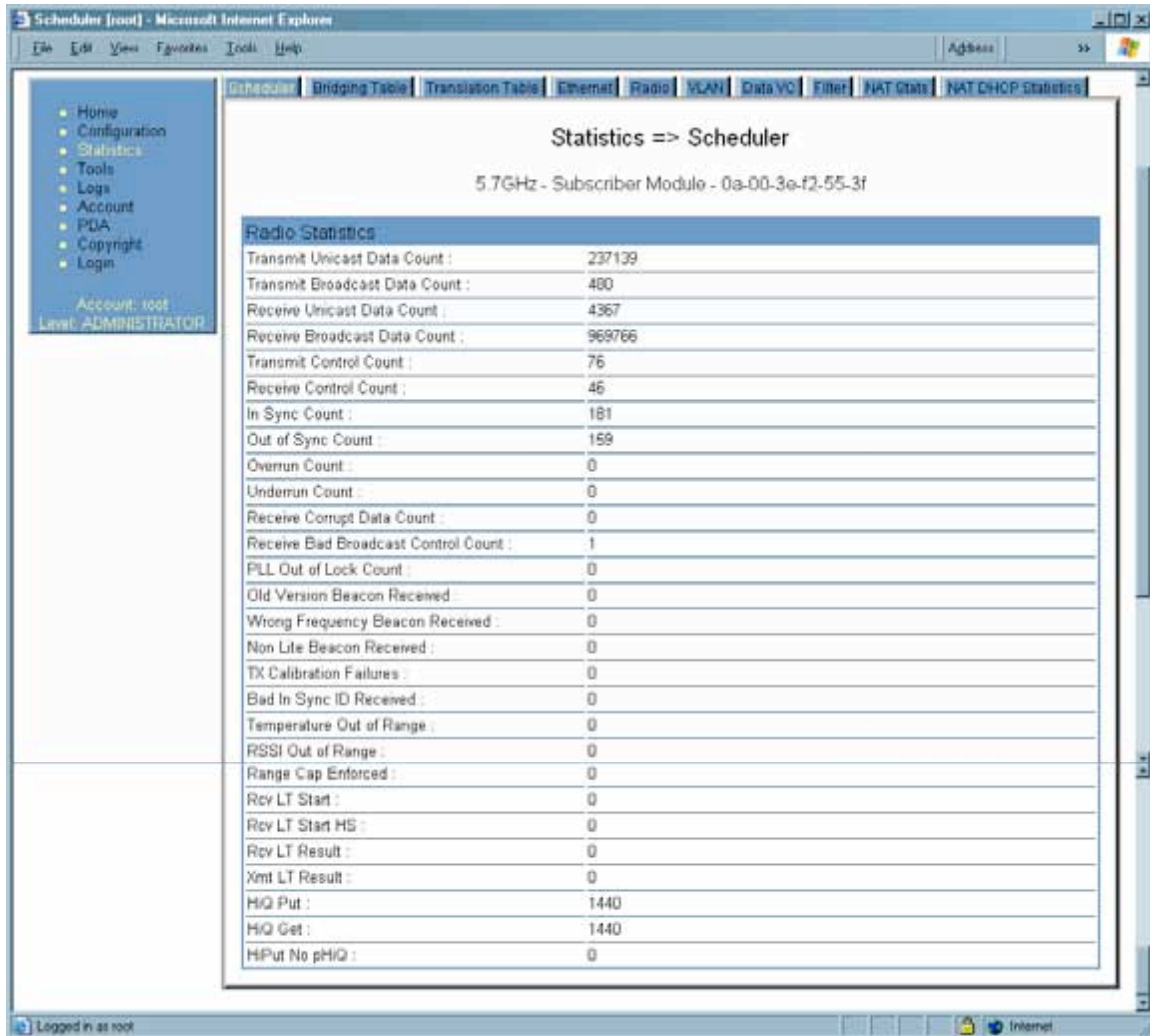 Scheduler [root] - Microsoft Internet Explorer
File Edit View Favorites Tools Help Address »
Scheduler Bridging Table Translation Table Ethernet Radio VLAN Data VC Filter NAT Stats NAT DHCP Statistics
Home
Configuration
Statistics
Tools
Logs
Account
PDA
Copyright
Login
Account: root
Level: ADMINISTRATOR
Statistics => Scheduler
5.7GHz - Subscriber Module - 0a-00-3e-f2-55-3f
Radio Statistics
Transmit Unicast Data Count : 237139
Transmit Broadcast Data Count : 480
Receive Unicast Data Count : 4367
Receive Broadcast Data Count : 969766
Transmit Control Count : 76
Receive Control Count : 46
In Sync Count : 181
Out of Sync Count : 159
Overrun Count : 0
Underrun Count : 0
Receive Corrupt Data Count : 0
Receive Bad Broadcast Control Count : 1
PLL Out of Lock Count : 0
Old Version Beacon Received : 0
Wrong Frequency Beacon Received : 0
Non Lite Beacon Received : 0
TX Calibration Failures : 0
Bad In Sync ID Received : 0
Temperature Out of Range : 0
RSSI Out of Range : 0
Range Cap Enforced : 0
Rcv LT Start : 0
Rcv LT Start HS : 0
Rcv LT Result : 0
Xmt LT Result : 0
HiQ Put : 1440
HiQ Get : 1440
HiPut No pHiQ : 0
Logged in as root Internet